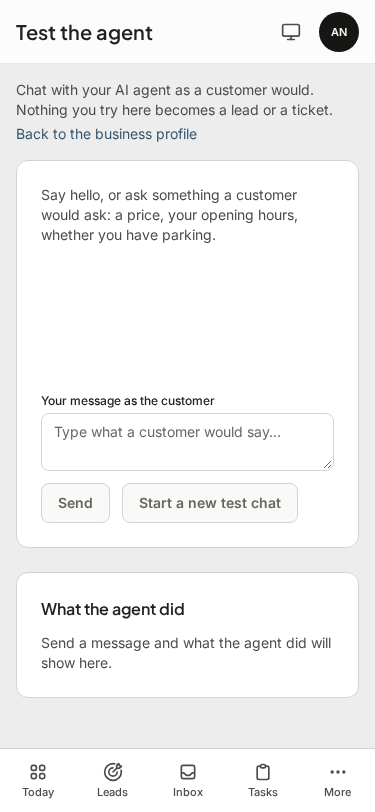 Test the agent
AN
Chat with your AI agent as a customer would.
Nothing you try here becomes a lead or a ticket.
Back to the business profile
Say hello, or ask something a customer
would ask: a price, your opening hours,
whether you have parking.
Your message as the customer
Type what a customer would say...
Send
Start a new test chat
What the agent did
Send a message and what the agent did will
show here.
Today
Leads
Inbox
Tasks
More